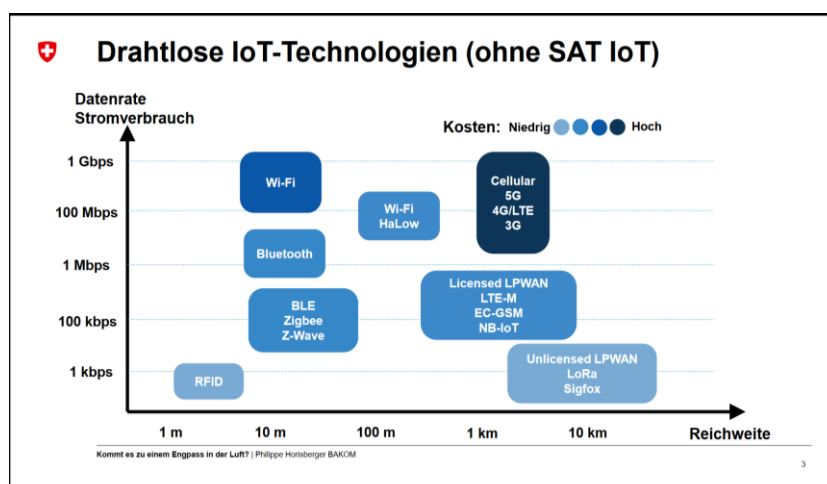 Drahtlose IoT-Technologien (ohne SAT IoT)
Datenrate
Stromverbrauch
Kosten: Niedrig Hoch
1 Gbps
100 Mbps
1 Mbps
100 kbps
1 kbps
Wi-Fi
Wi-Fi
HaLow
Cellular
5G
4G/LTE
3G
Bluetooth
BLE
Zigbee
Z-Wave
Licensed LPWAN
LTE-M
EC-GSM
NB-IoT
RFID
Unlicensed LPWAN
LoRa
Sigfox
1 m
10 m
100 m
1 km
10 km
Reichweite
Kommt es zu einem Engpass in der Luft? | Philippe Horisberger BAKOM
3